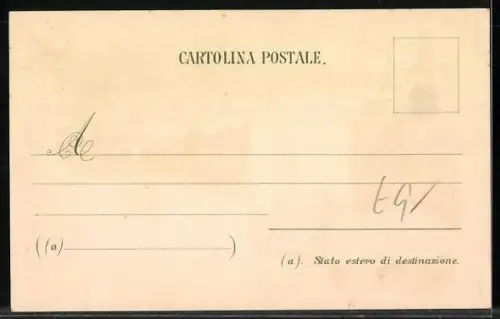 CARTOLINA POSTALE.
A
((a) )
(a). Stato estero di destinazione.